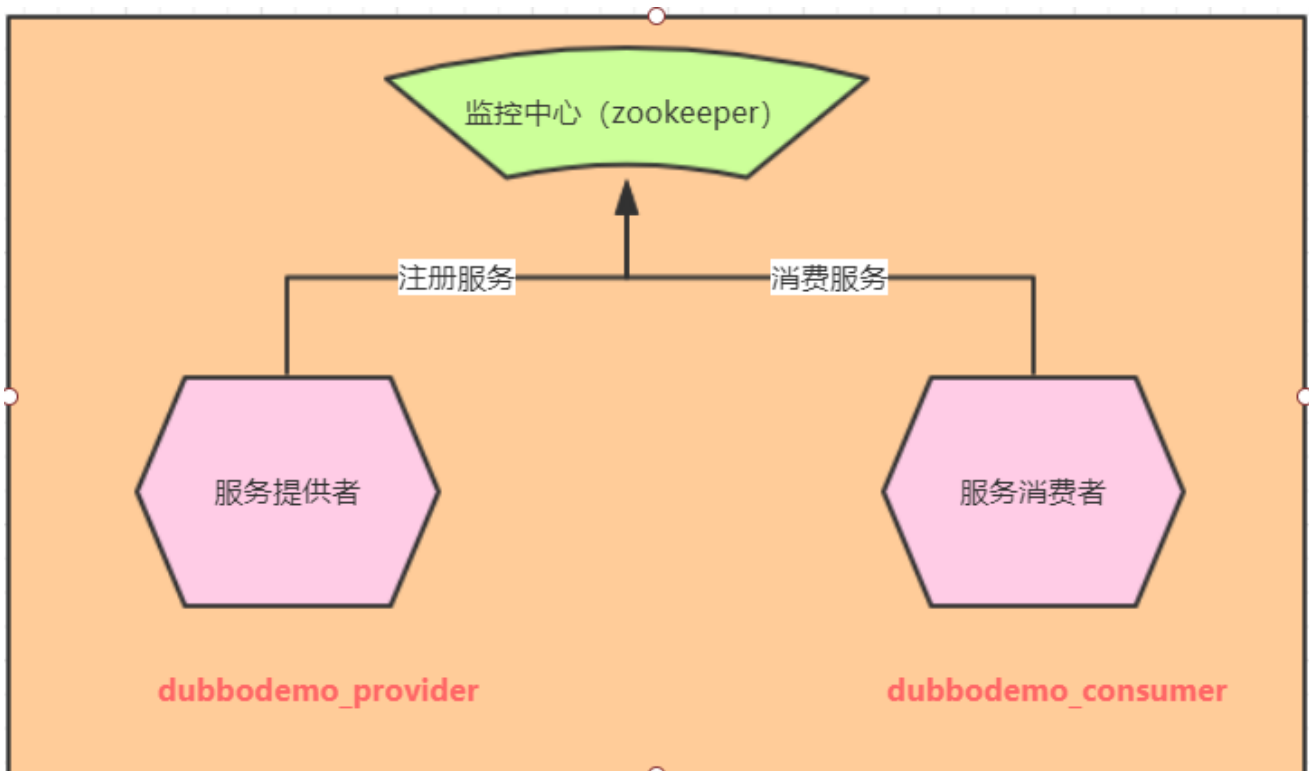 监控中心（zookeeper）
注册服务
消费服务
服务提供者
服务消费者
dubbodemo_provider
dubbodemo_consumer